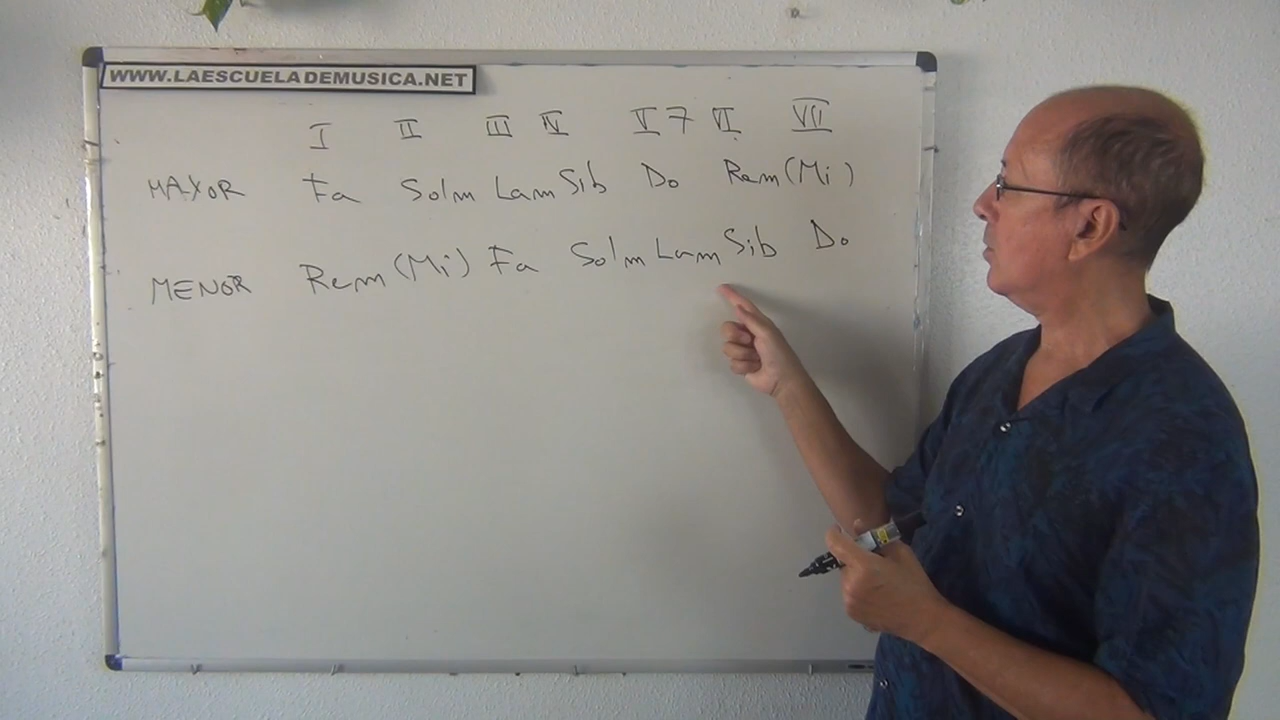 WWW.LAESCUELADEMUSICA.NET
I II III IV V7 VI VII
MAYOR Fa Solm Lam Sib Do Rem (Mi)
MENOR Rem (Mi) Fa Solm Lam Sib Do